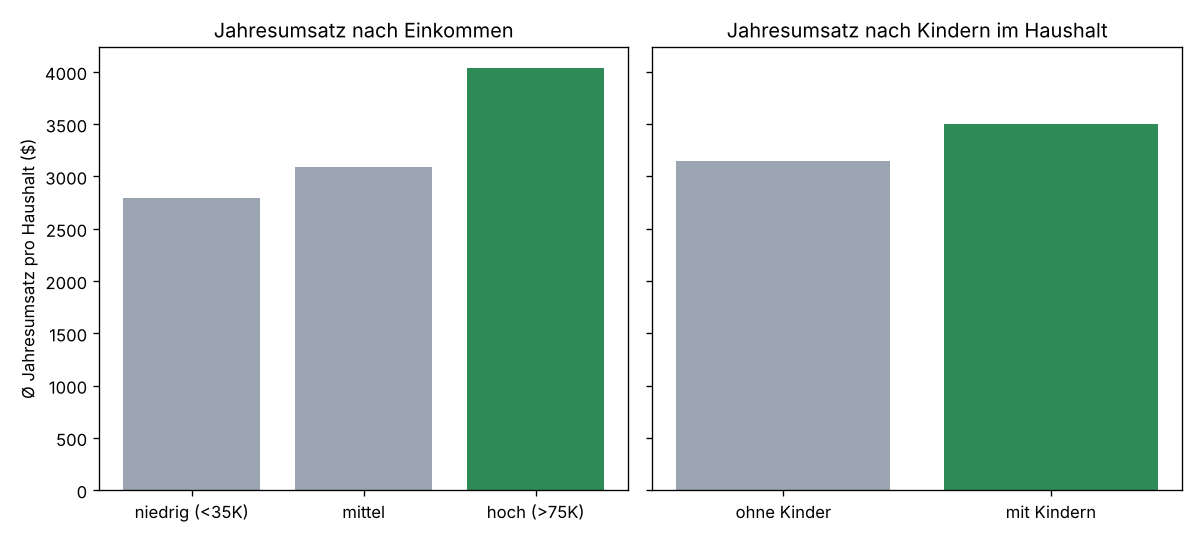 Jahresumsatz nach Einkommen
Ø Jahresumsatz pro Haushalt ($)
4000
3500
3000
2500
2000
1500
1000
500
0
niedrig (<35K)
mittel
hoch (>75K)
Jahresumsatz nach Kindern im Haushalt
ohne Kinder
mit Kindern